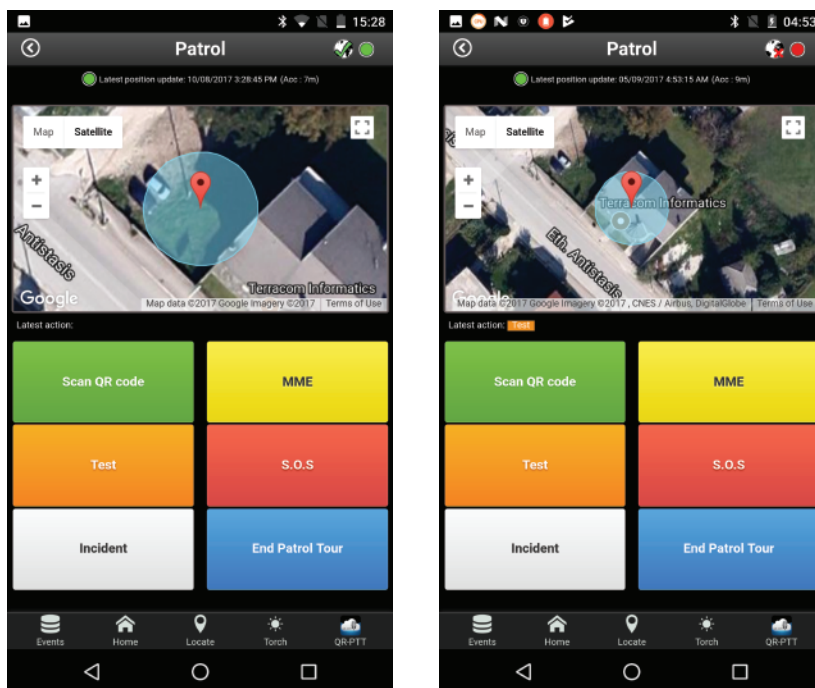 15:28
Patrol
Latest position update: 10/08/2017 3:28:45 PM (Acc : 7m)
Map Satellite
+
−
Antistasis
Terracom Informatics
Google
Map data ©2017 Google Imagery ©2017 Terms of Use
Latest action:
Scan QR code
MME
Test
S.O.S
Incident
End Patrol Tour
Events
Home
Locate
Torch
QR-PTT
04:53
Patrol
Latest position update: 05/09/2017 4:53:15 AM (Acc : 9m)
Map Satellite
+
−
Terracom Informatics
Eth. Antistasis
Google
Map data ©2017 Google Imagery ©2017 , CNES / Airbus, DigitalGlobe Terms of Use
Latest action: Test
Scan QR code
MME
Test
S.O.S
Incident
End Patrol Tour
Events
Home
Locate
Torch
QR-PTT